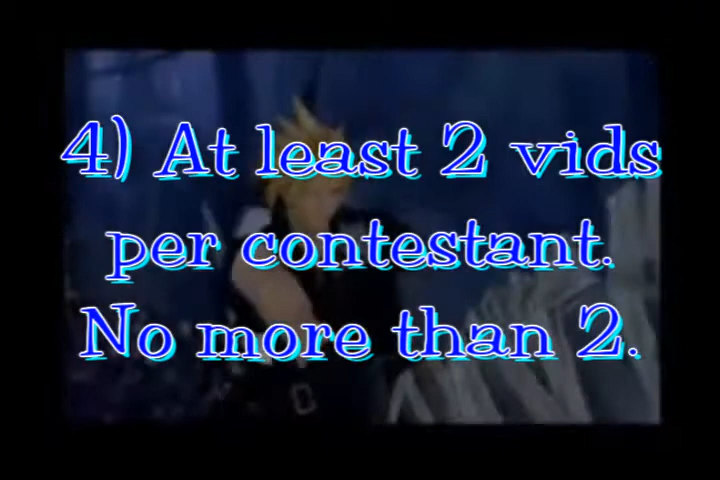 4) At least 2 vids
per contestant.
No more than 2.